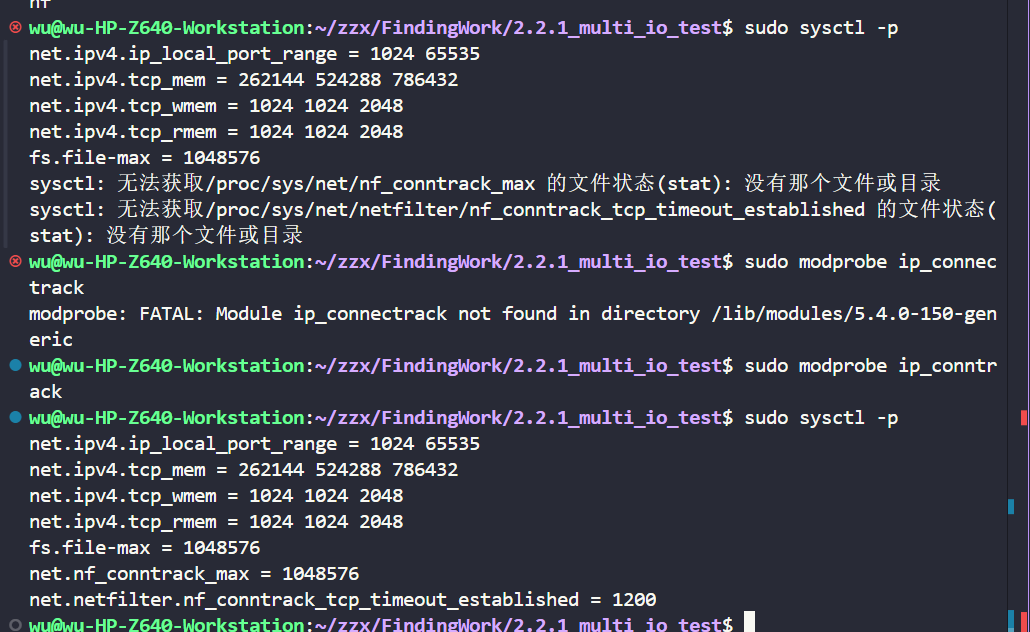 nf
wu@wu-HP-Z640-Workstation:~/zzx/FindingWork/2.2.1_multi_io_test$ sudo sysctl -p
net.ipv4.ip_local_port_range = 1024 65535
net.ipv4.tcp_mem = 262144 524288 786432
net.ipv4.tcp_wmem = 1024 1024 2048
net.ipv4.tcp_rmem = 1024 1024 2048
fs.file-max = 1048576
sysctl: 无法获取/proc/sys/net/nf_conntrack_max 的文件状态(stat): 没有那个文件或目录
sysctl: 无法获取/proc/sys/net/netfilter/nf_conntrack_tcp_timeout_established 的文件状态(
stat): 没有那个文件或目录
wu@wu-HP-Z640-Workstation:~/zzx/FindingWork/2.2.1_multi_io_test$ sudo modprobe ip_connec
track
modprobe: FATAL: Module ip_connectrack not found in directory /lib/modules/5.4.0-150-gen
eric
wu@wu-HP-Z640-Workstation:~/zzx/FindingWork/2.2.1_multi_io_test$ sudo modprobe ip_conntr
ack
wu@wu-HP-Z640-Workstation:~/zzx/FindingWork/2.2.1_multi_io_test$ sudo sysctl -p
net.ipv4.ip_local_port_range = 1024 65535
net.ipv4.tcp_mem = 262144 524288 786432
net.ipv4.tcp_wmem = 1024 1024 2048
net.ipv4.tcp_rmem = 1024 1024 2048
fs.file-max = 1048576
net.nf_conntrack_max = 1048576
net.netfilter.nf_conntrack_tcp_timeout_established = 1200
wu@wu-HP-Z640-Workstation:~/zzx/FindingWork/2.2.1_multi_io_test$